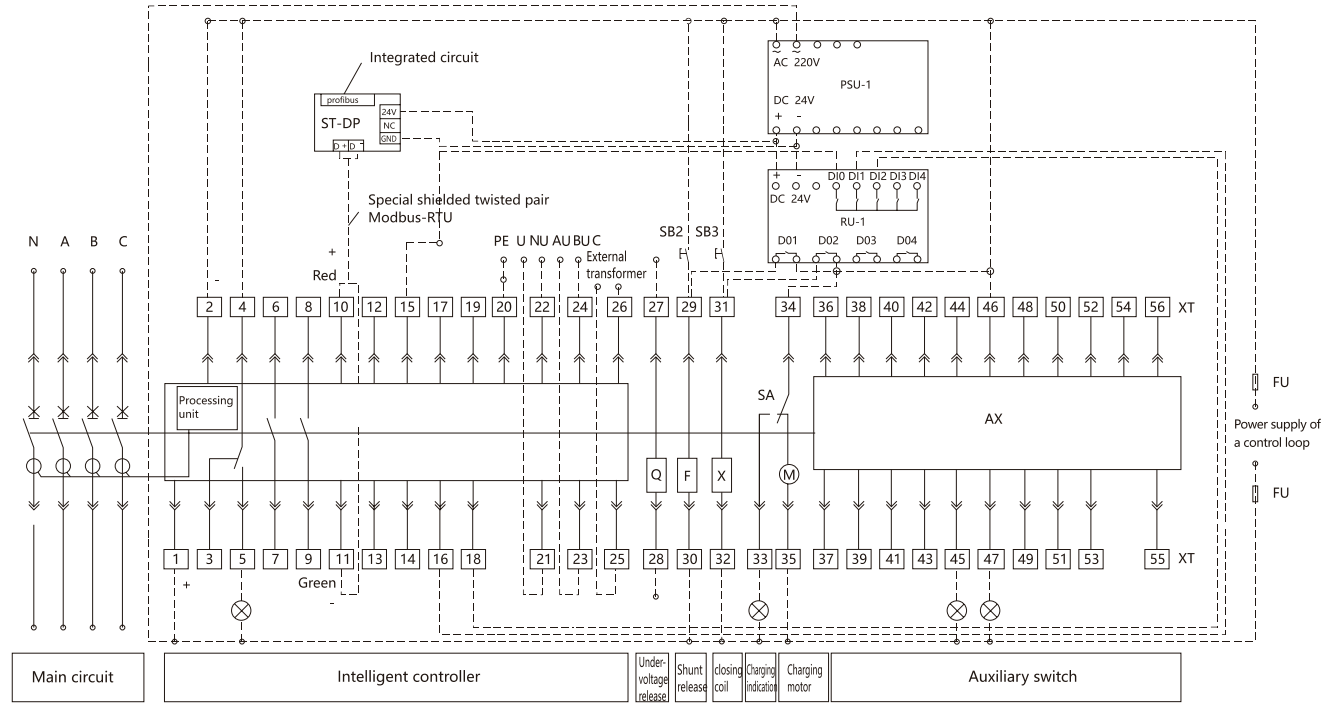 Integrated circuit
profibus
ST-DP
24V
NC
GND
D + D -
AC 220V
PSU-1
DC 24V
+ -
+ -
DI0 DI1 DI2 DI3 DI4
DC 24V
RU-1
D01 D02 D03 D04
Special shielded twisted pair
Modbus-RTU
N A B C
+
Red
-
PE U NU AU BU C
External
transformer
SB2 SB3
2 4 6 8 10 12 15 17 19 20 22 24 26 27 29 31 34 36 38 40 42 44 46 48 50 52 54 56 XT
Processing
unit
SA
AX
FU
Power supply of
a control loop
FU
Q F X M
1 3 5 7 9 11 13 14 16 18 21 23 25 28 30 32 33 35 37 39 41 43 45 47 49 51 53 55 XT
+
Green
-
Main circuit
Intelligent controller
Under-
voltage
release
Shunt
release
closing
coil
Charging
indication
Charging
motor
Auxiliary switch